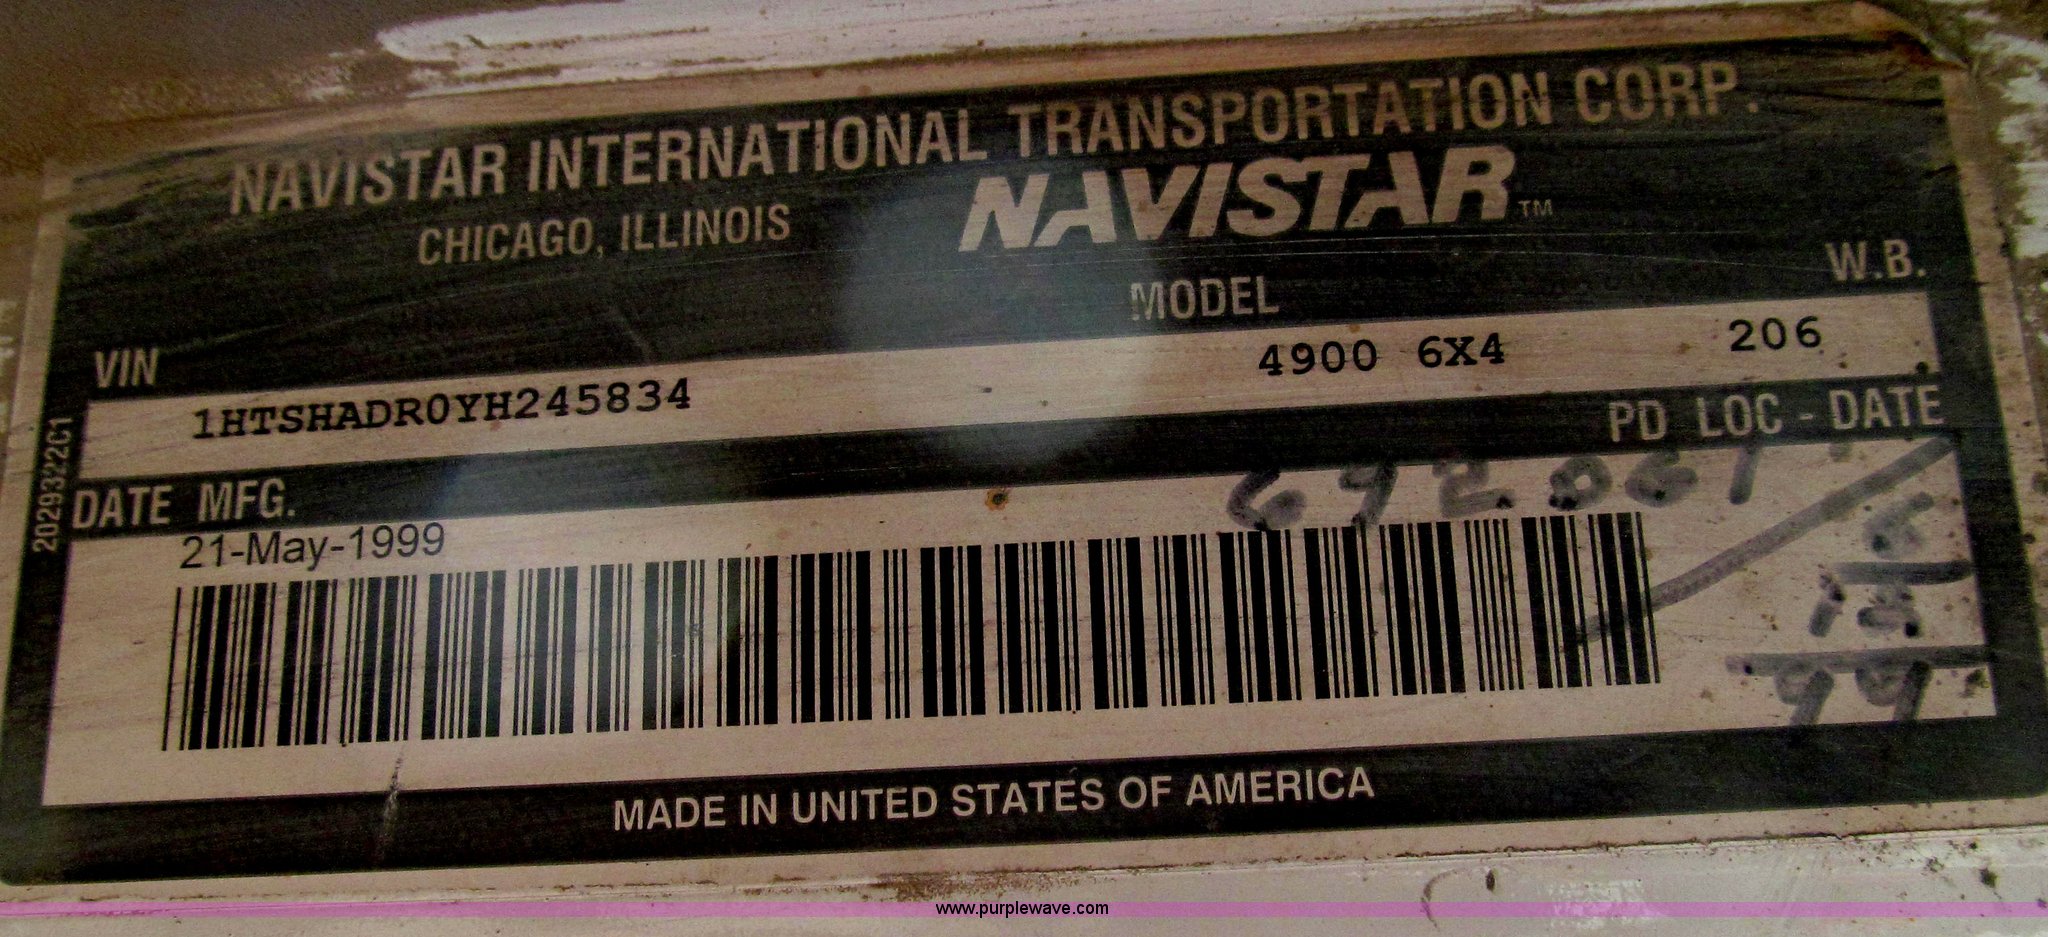 NAVISTAR INTERNATIONAL TRANSPORTATION CORP.
CHICAGO, ILLINOIS
NAVISTAR™
MODEL
W.B.
VIN
4900 6X4
206
1HTSHADR0YH245834
PD LOC - DATE
2029322C1
DATE MFG.
21-May-1999
MADE IN UNITED STATES OF AMERICA
www.purplewave.com